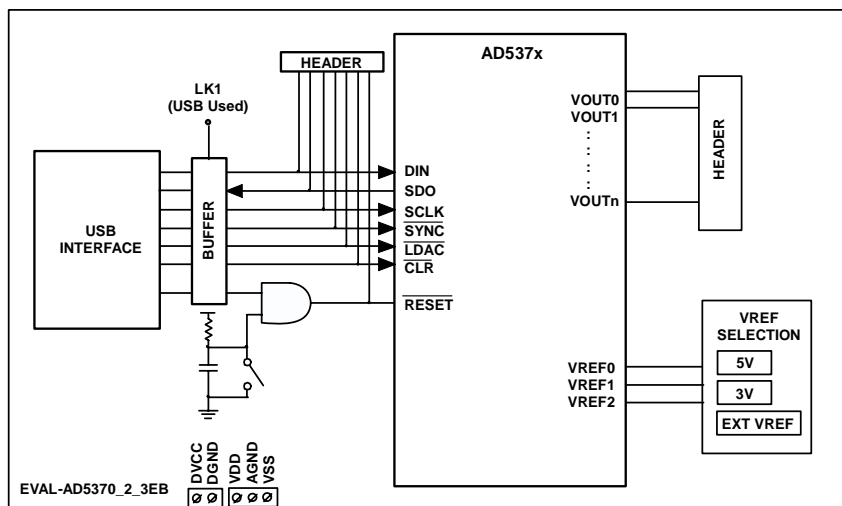 HEADER
AD537x
LK1
(USB Used)
VOUT0
VOUT1
VOUTn
HEADER
USB
INTERFACE
BUFFER
DIN
SDO
SCLK
SYNC
LDAC
CLR
RESET
VREF0
VREF1
VREF2
VREF
SELECTION
5V
3V
EXT VREF
DVCC
DGND
VDD
AGND
VSS
EVAL-AD5370_2_3EB